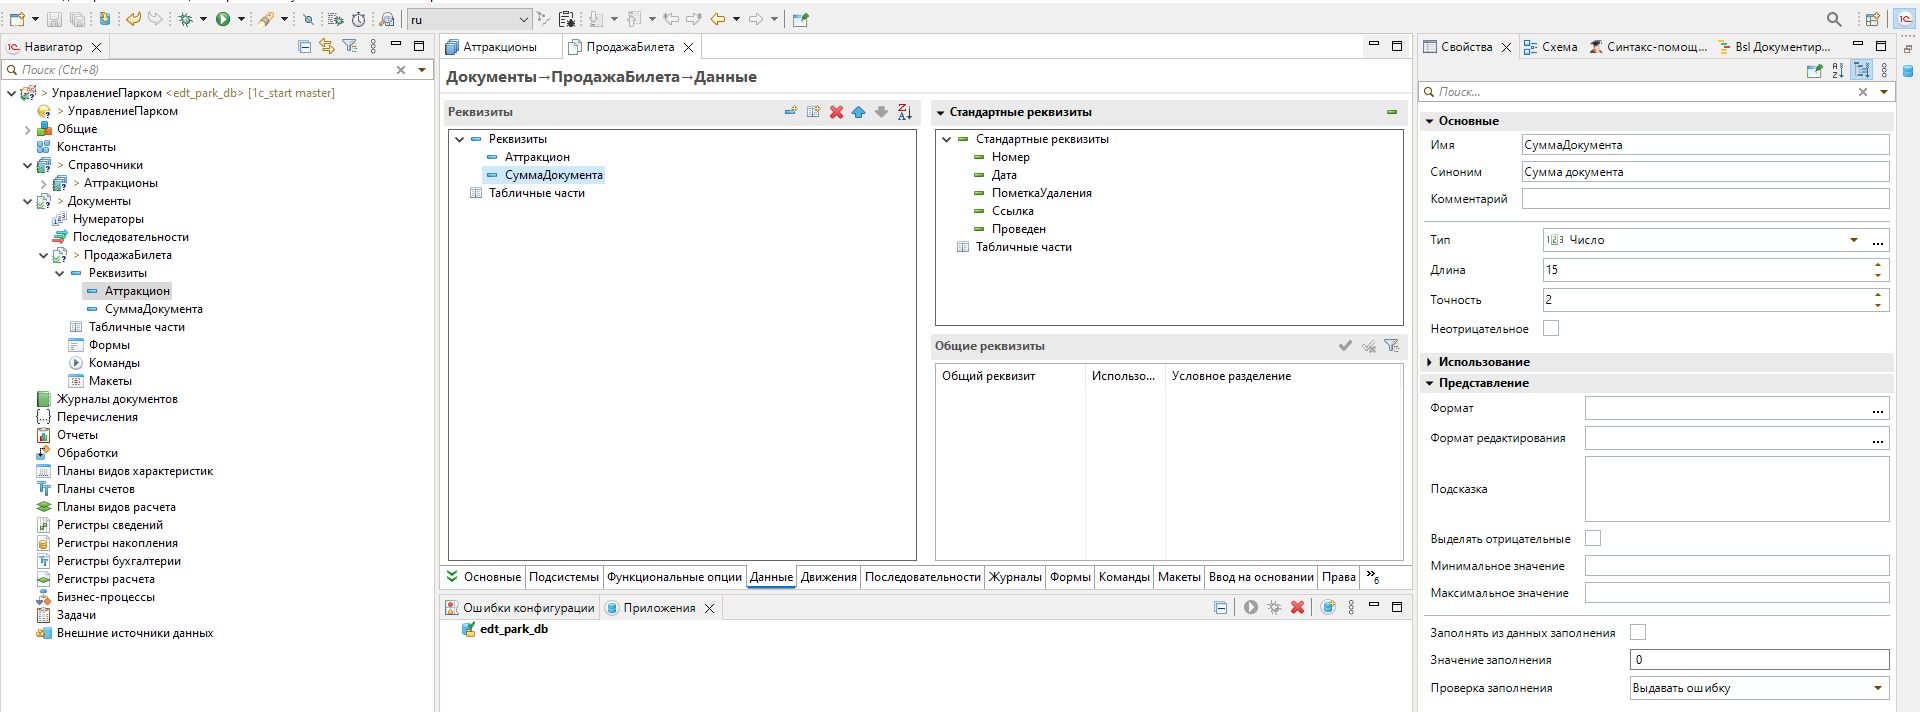 ru
Навигатор
Поиск (Ctrl+8)
> УправлениеПарком <edt_park_db> [1c_start master]
> УправлениеПарком
Общие
Константы
> Справочники
> Аттракционы
> Документы
Нумераторы
Последовательности
> ПродажаБилета
Реквизиты
Аттракцион
СуммаДокумента
Табличные части
Формы
Команды
Макеты
Журналы документов
Перечисления
Отчеты
Обработки
Планы видов характеристик
Планы счетов
Планы видов расчета
Регистры сведений
Регистры накопления
Регистры бухгалтерии
Регистры расчета
Бизнес-процессы
Задачи
Внешние источники данных
Аттракционы
ПродажаБилета
Документы→ПродажаБилета→Данные
Реквизиты
Реквизиты
Аттракцион
СуммаДокумента
Табличные части
Стандартные реквизиты
Стандартные реквизиты
Номер
Дата
ПометкаУдаления
Ссылка
Проведен
Табличные части
Общие реквизиты
Общий реквизит Использо... Условное разделение
Основные Подсистемы Функциональные опции Данные Движения Последовательности Журналы Формы Команды Макеты Ввод на основании Права » 6
Ошибки конфигурации Приложения
edt_park_db
Свойства Схема Синтакс-помощ... Bsl Документир...
Поиск...
Основные
Имя СуммаДокумента
Синоним Сумма документа
Комментарий
Тип Число ...
Длина 15
Точность 2
Неотрицательное
Использование
Представление
Формат ...
Формат редактирования ...
Подсказка
Выделять отрицательные
Минимальное значение
Максимальное значение
Заполнять из данных заполнения
Значение заполнения 0
Проверка заполнения Выдавать ошибку